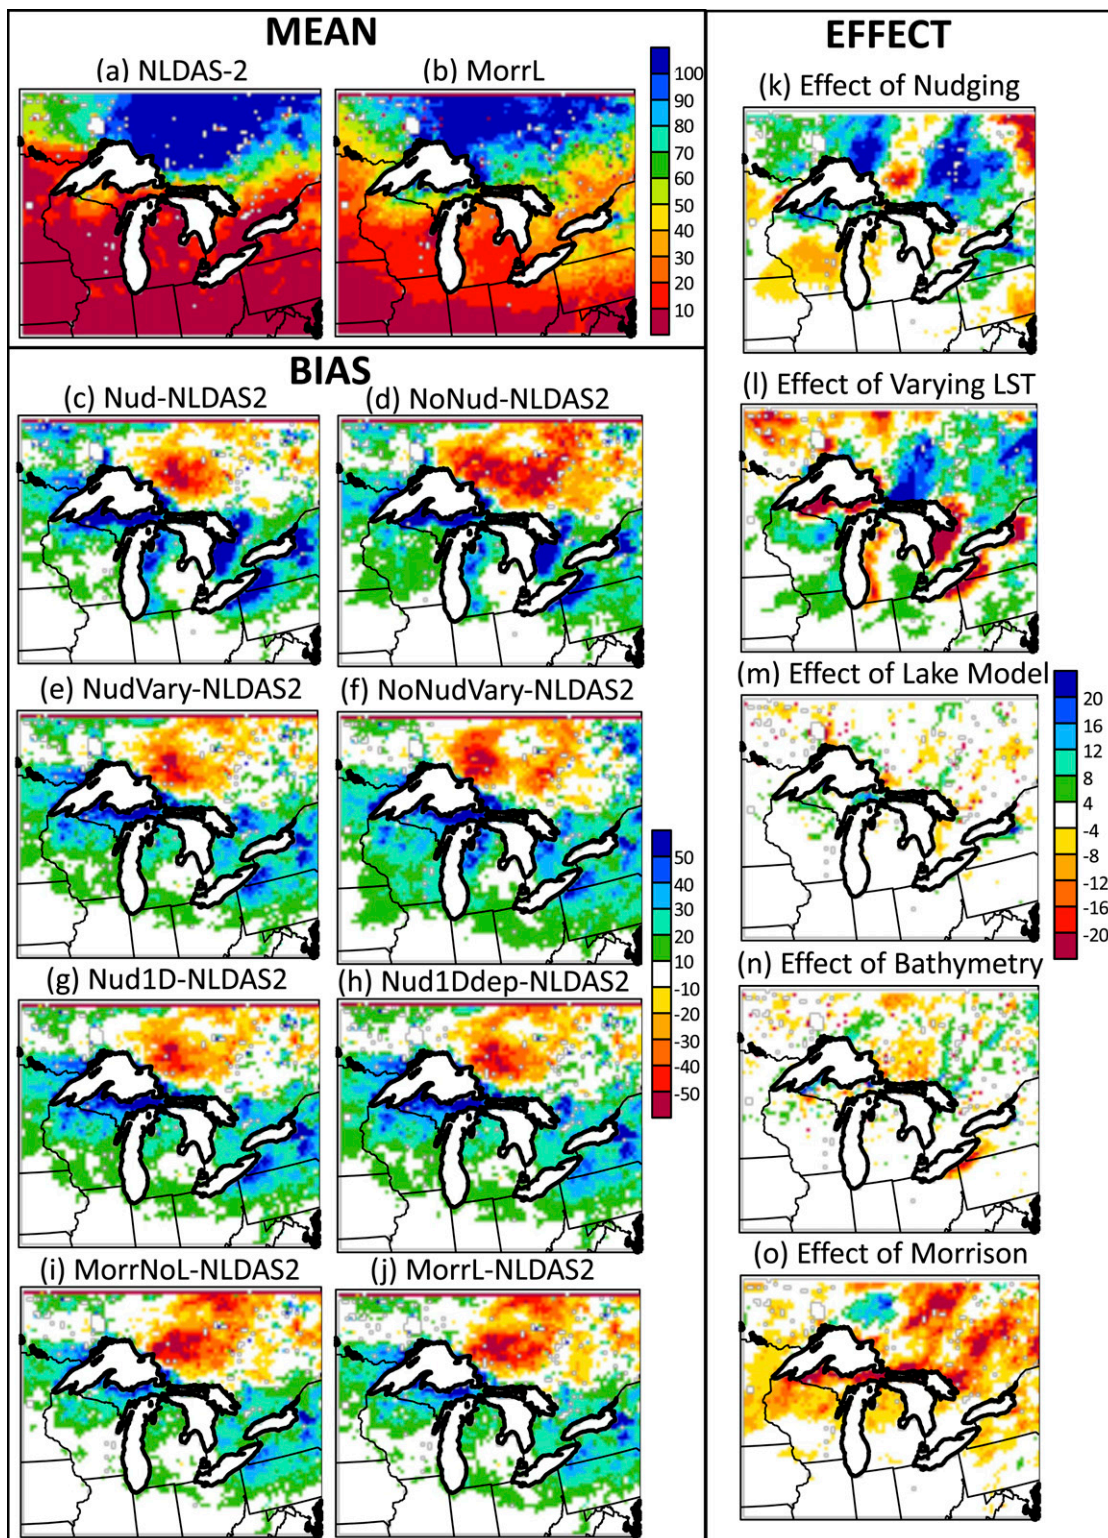 MEAN
(a) NLDAS-2
(b) MorrL
100
90
80
70
60
50
40
30
20
10
BIAS
(c) Nud-NLDAS2
(d) NoNud-NLDAS2
(e) NudVary-NLDAS2
(f) NoNudVary-NLDAS2
(g) Nud1D-NLDAS2
(h) Nud1Ddep-NLDAS2
(i) MorrNoL-NLDAS2
(j) MorrL-NLDAS2
50
40
30
20
10
-10
-20
-30
-40
-50
EFFECT
(k) Effect of Nudging
(l) Effect of Varying LST
(m) Effect of Lake Model
20
16
12
8
4
-4
-8
-12
-16
-20
(n) Effect of Bathymetry
(o) Effect of Morrison